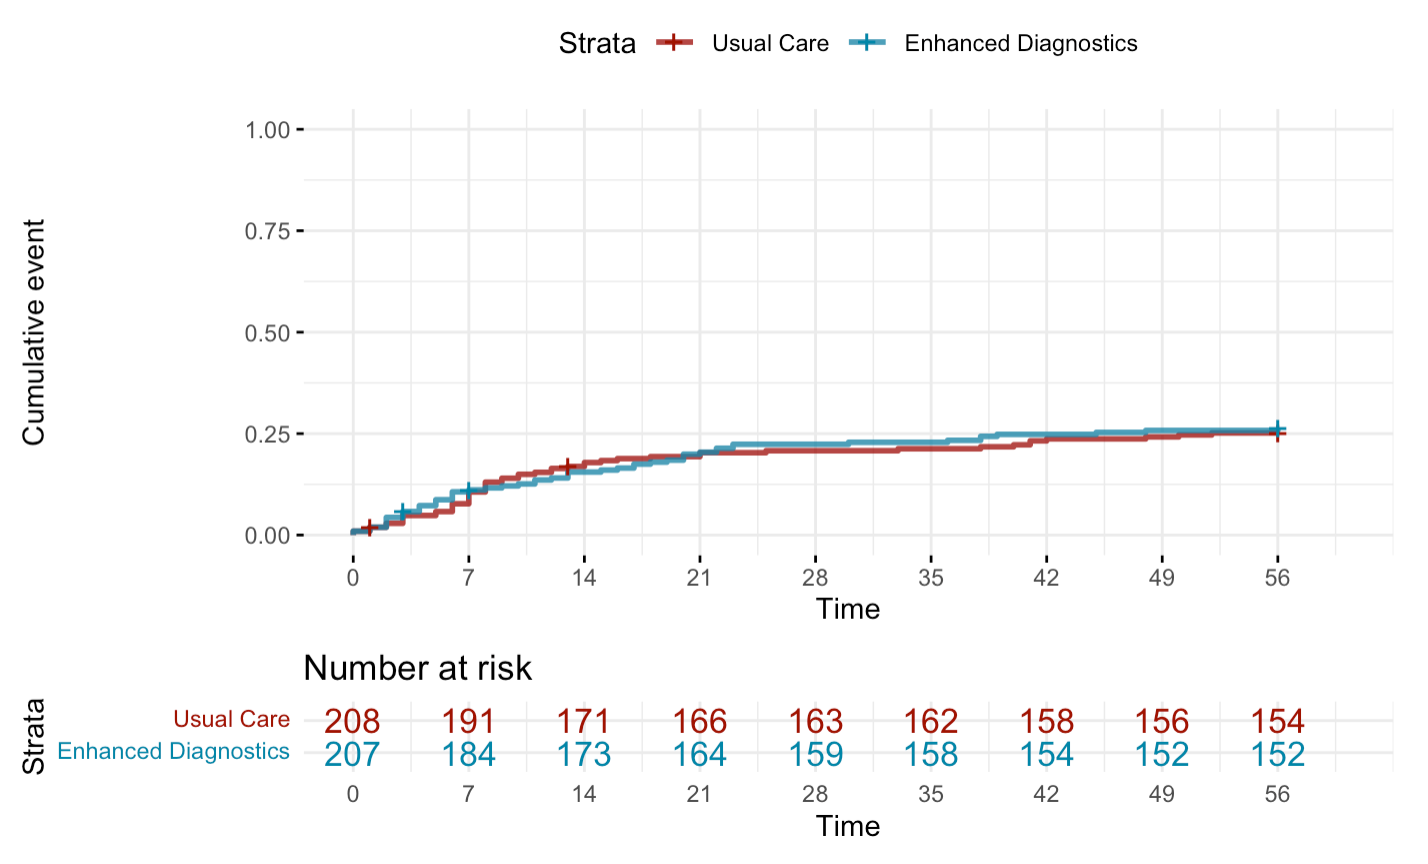 Strata Usual Care Enhanced Diagnostics
Cumulative event
1.00
0.75
0.50
0.25
0.00
0 7 14 21 28 35 42 49 56
Time
Number at risk
Strata
Usual Care 208 191 171 166 163 162 158 156 154
Enhanced Diagnostics 207 184 173 164 159 158 154 152 152
0 7 14 21 28 35 42 49 56
Time